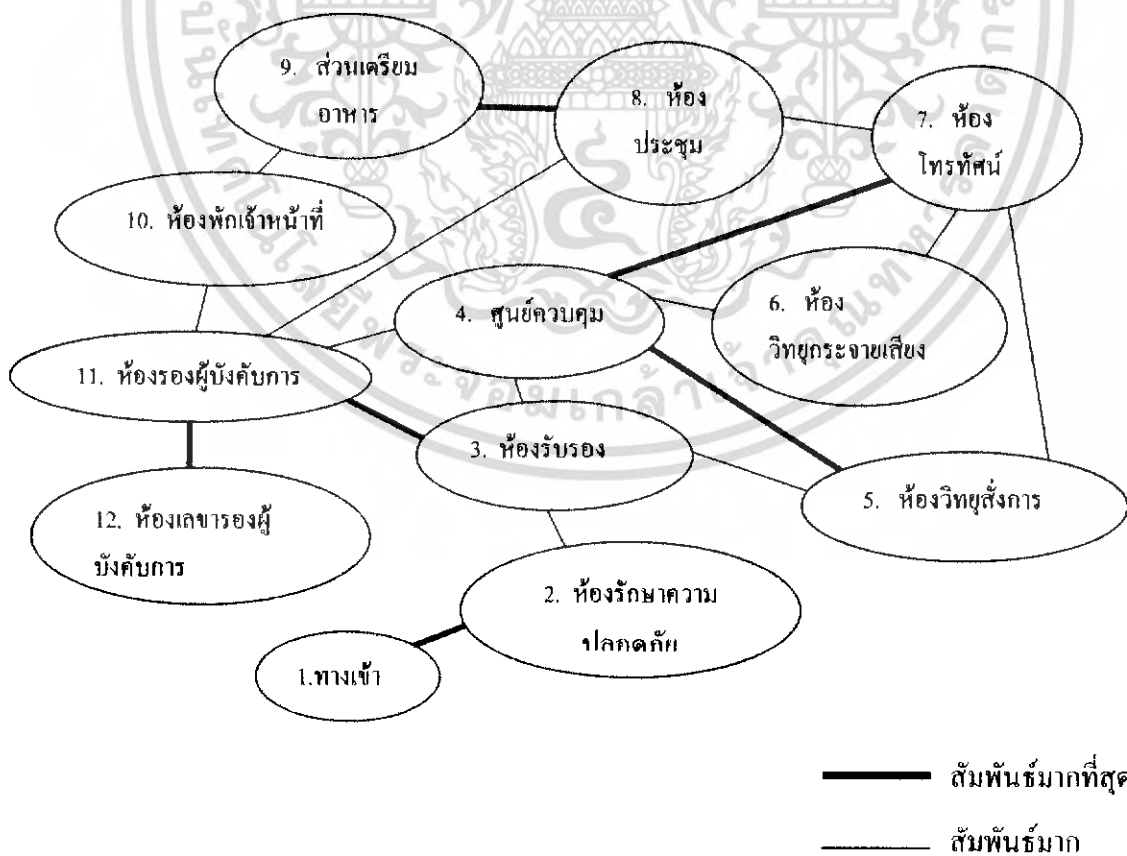 9. ส่วนเตรียม
อาหาร
8. ห้อง
ประชุม
7. ห้อง
โทรทัศน์
10. ห้องพักเจ้าหน้าที่
4. ศูนย์ควบคุม
6. ห้อง
วิทยุกระจายเสียง
11. ห้องรองผู้บังคับการ
3. ห้องรับรอง
5. ห้องวิทยุสั่งการ
12. ห้องเลขารองผู้
บังคับการ
2. ห้องรักษาความ
ปลอดภัย
1.ทางเข้า
สัมพันธ์มากที่สุด
สัมพันธ์มาก